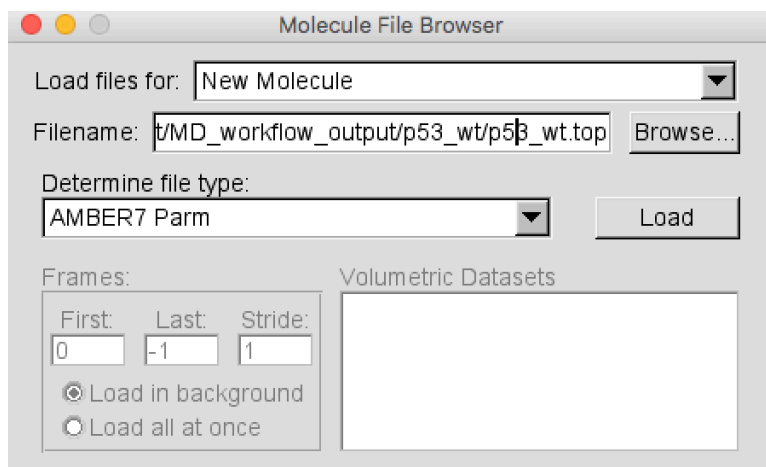 Molecule File Browser
Load files for: New Molecule
Filename: t/MD_workflow_output/p53_wt/p53_wt.top Browse...
Determine file type:
AMBER7 Parm Load
Frames: Volumetric Datasets
First: Last: Stride:
0 -1 1
Load in background
Load all at once